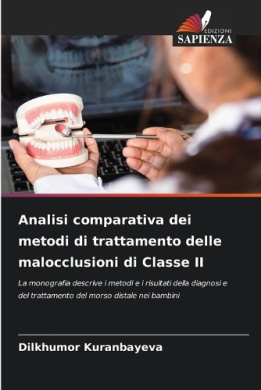 EDIZIONI
SAPIENZA
Analisi comparativa dei
metodi di trattamento delle
malocclusioni di Classe II
La monografia descrive i metodi e i risultati della diagnosi e
del trattamento del morso distale nei bambini
Dilkhumor Kuranbayeva